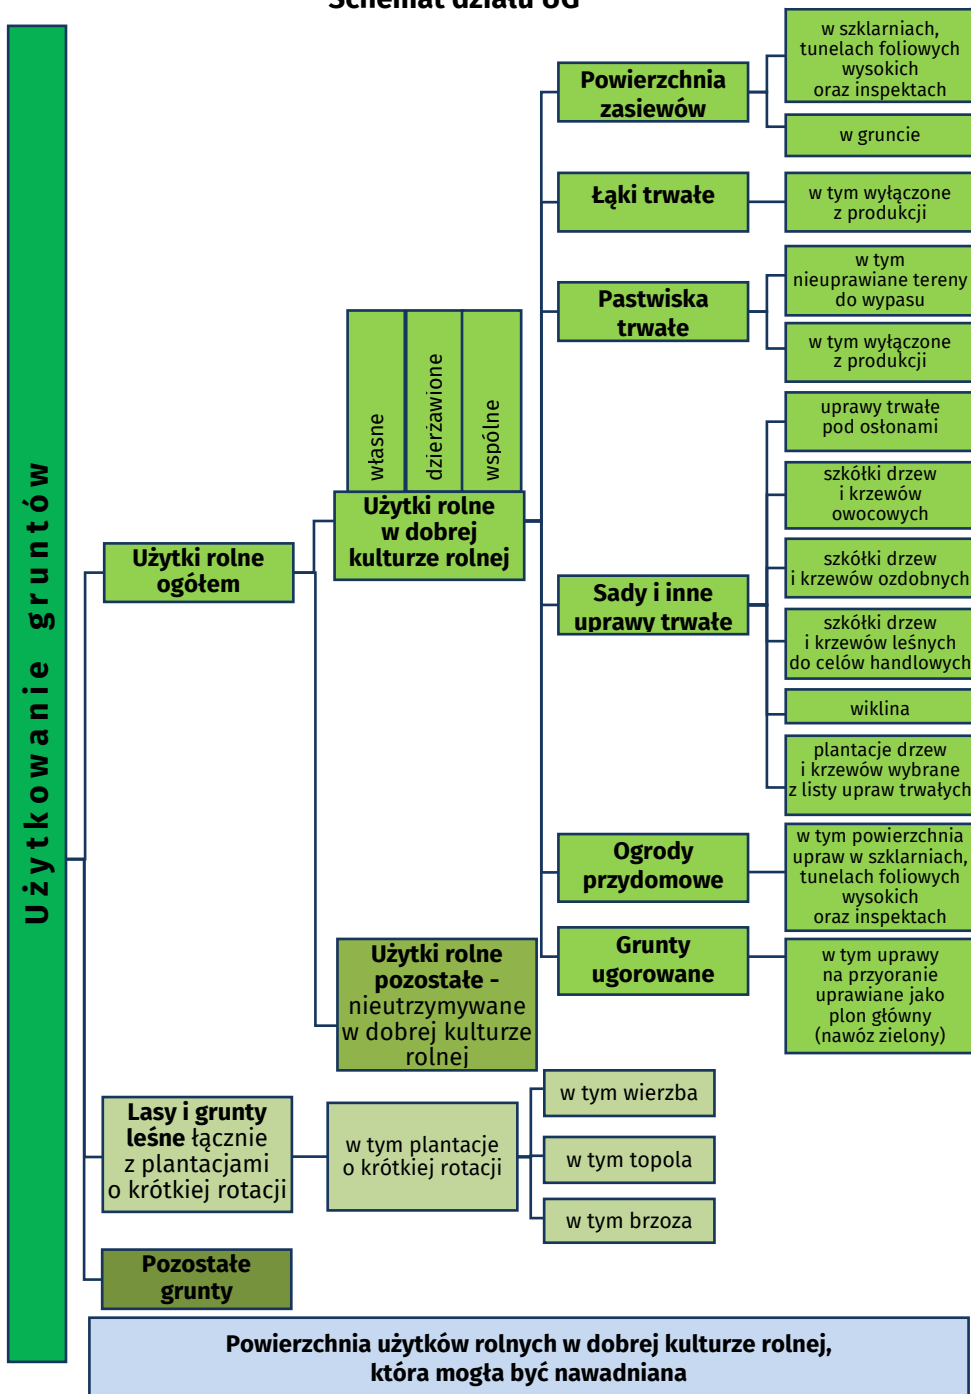 Schemat działu UG
Użytkowanie gruntów
Użytki rolne
ogółem
własne
dzierżawione
wspólne
Użytki rolne
w dobrej
kulturze rolnej
Powierzchnia
zasiewów
w szklarniach,
tunelach foliowych
wysokich
oraz inspektach
w gruncie
Łąki trwałe
w tym wyłączone
z produkcji
Pastwiska
trwałe
w tym
nieuprawiane tereny
do wypasu
w tym wyłączone
z produkcji
Sady i inne
uprawy trwałe
uprawy trwałe
pod osłonami
szkółki drzew
i krzewów
owocowych
szkółki drzew
i krzewów ozdobnych
szkółki drzew
i krzewów leśnych
do celów handlowych
wiklina
plantacje drzew
i krzewów wybrane
z listy upraw trwałych
Ogrody
przydomowe
w tym powierzchnia
upraw w szklarniach,
tunelach foliowych
wysokich
oraz inspektach
Grunty
ugorowane
w tym uprawy
na przyoranie
uprawiane jako
plon główny
(nawóz zielony)
Użytki rolne
pozostałe -
nieutrzymywane
w dobrej kulturze
rolnej
Lasy i grunty
leśne łącznie
z plantacjami
o krótkiej rotacji
w tym plantacje
o krótkiej rotacji
w tym wierzba
w tym topola
w tym brzoza
Pozostałe
grunty
Powierzchnia użytków rolnych w dobrej kulturze rolnej,
która mogła być nawadniana